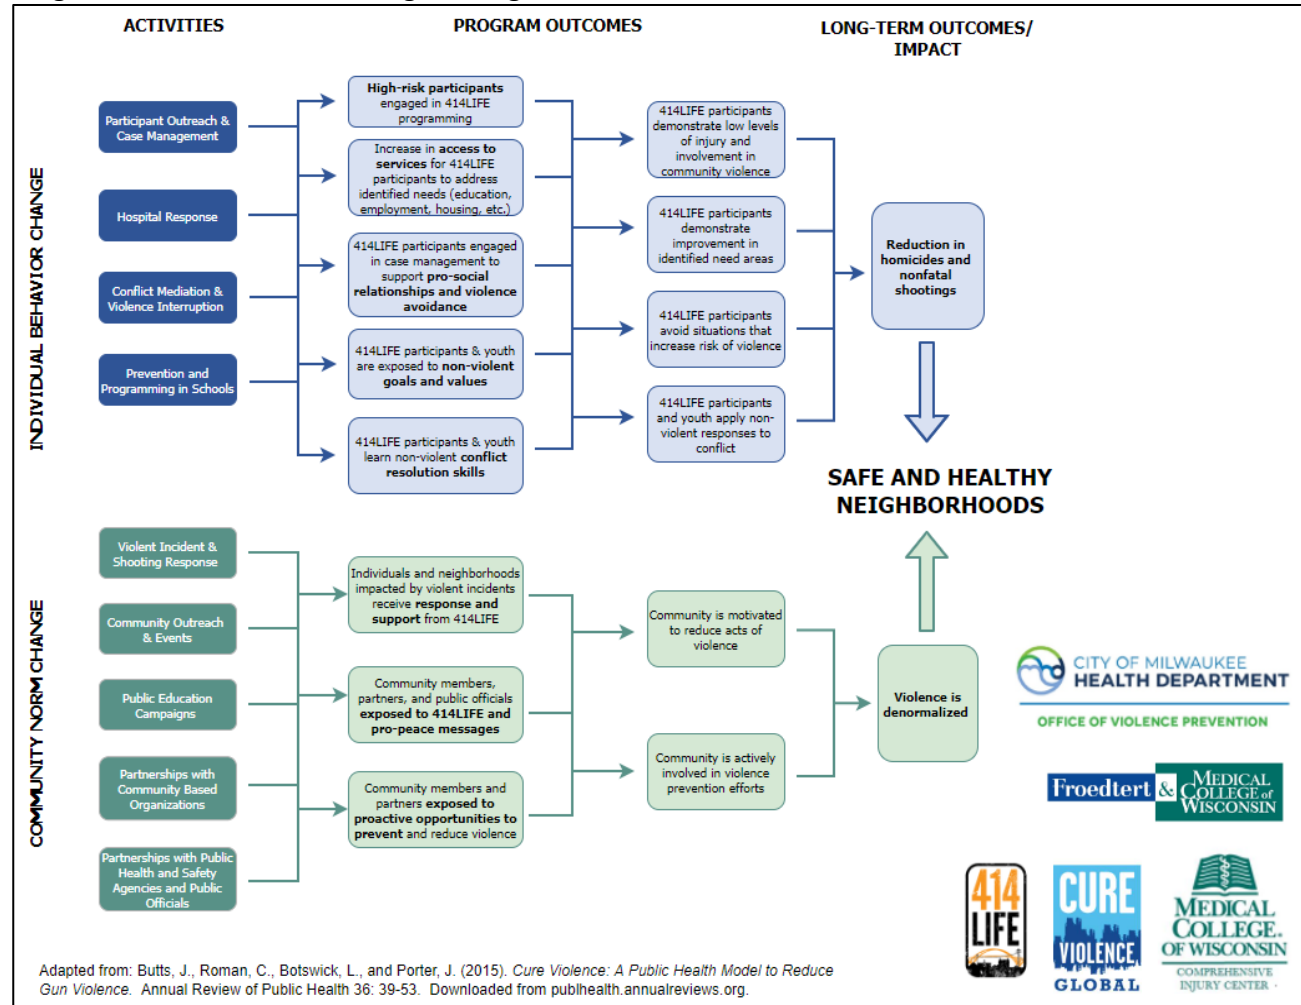 ACTIVITIES
PROGRAM OUTCOMES
LONG-TERM OUTCOMES/
IMPACT
INDIVIDUAL BEHAVIOR CHANGE
Participant Outreach &
Case Management
Hospital Response
Conflict Mediation &
Violence Interruption
Prevention and
Programming in Schools
High-risk participants
engaged in 414LIFE
programming
Increase in access to
services for 414LIFE
participants to address
identified needs (education,
employment, housing, etc.)
414LIFE participants engaged
in case management to
support pro-social
relationships and violence
avoidance
414LIFE participants & youth
are exposed to non-violent
goals and values
414LIFE participants & youth
learn non-violent conflict
resolution skills
414LIFE participants
demonstrate low levels
of injury and
involvement in
community violence
414LIFE participants
demonstrate
improvement in
identified need areas
414LIFE participants
avoid situations that
increase risk of violence
414LIFE participants
and youth apply non-
violent responses to
conflict
Reduction in
homicides and
nonfatal
shootings
SAFE AND HEALTHY
NEIGHBORHOODS
COMMUNITY NORM CHANGE
Violent Incident &
Shooting Response
Community Outreach
& Events
Public Education
Campaigns
Partnerships with
Community Based
Organizations
Partnerships with Public
Health and Safety
Agencies and Public
Officials
Individuals and neighborhoods
impacted by violent incidents
receive response and
support from 414LIFE
Community members,
partners, and public officials
exposed to 414LIFE and
pro-peace messages
Community members and
partners exposed to
proactive opportunities to
prevent and reduce violence
Community is motivated
to reduce acts of
violence
Community is actively
involved in violence
prevention efforts
Violence is
denormalized
CITY OF MILWAUKEE
HEALTH DEPARTMENT
OFFICE OF VIOLENCE PREVENTION
Froedtert & MEDICAL
COLLEGE of
WISCONSIN
414
LIFE
CURE
VIOLENCE
GLOBAL
MEDICAL
COLLEGE.
OF WISCONSIN
COMPREHENSIVE
INJURY CENTER
Adapted from: Butts, J., Roman, C., Botswick, L., and Porter, J. (2015). Cure Violence: A Public Health Model to Reduce
Gun Violence. Annual Review of Public Health 36: 39-53. Downloaded from publhealth.annualreviews.org.